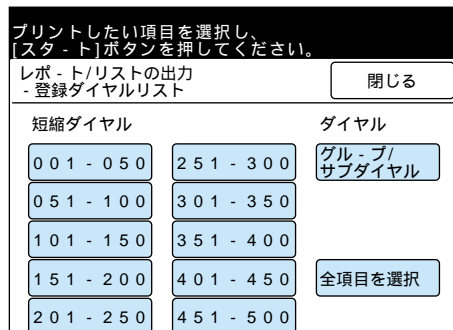 プリントしたい項目を選択し、
[スタ - ト]ボタンを押してください。
レポ - ト/リストの出力
- 登録ダイヤルリスト
閉じる
短縮ダイヤル
ダイヤル
001 - 050
251 - 300
グル - プ/
サブダイヤル
051 - 100
301 - 350
101 - 150
351 - 400
151 - 200
401 - 450
全項目を選択
201 - 250
451 - 500